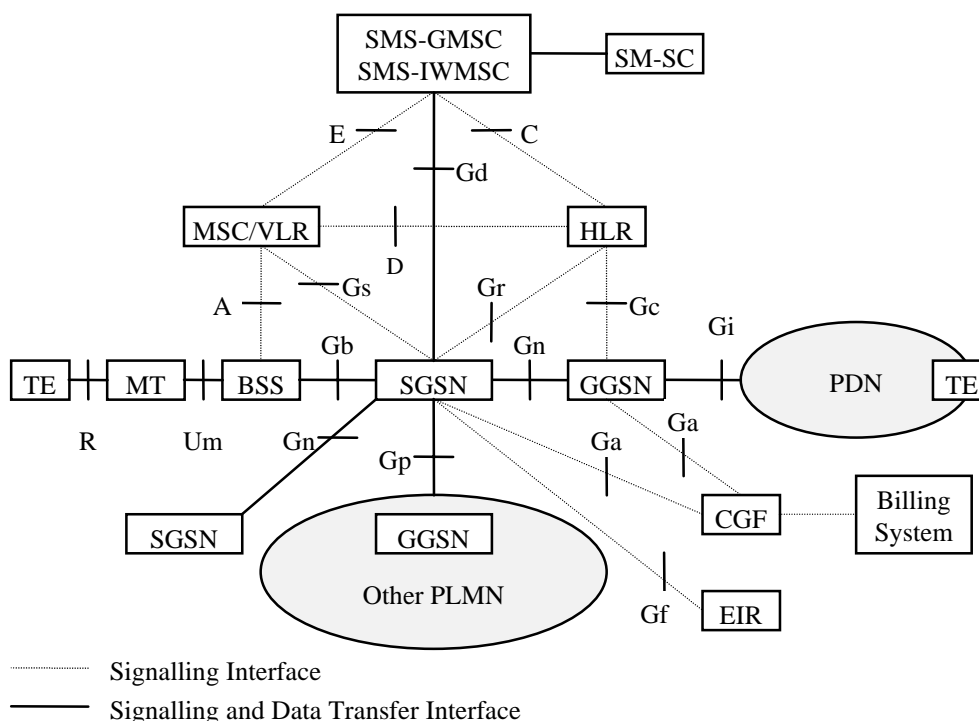 SMS-GMSC
SMS-IWMSC
SM-SC
E
C
Gd
MSC/VLR
HLR
D
A
Gs
Gr
Gc
Gi
Gb
Gn
TE
MT
BSS
SGSN
GGSN
PDN
TE
R
Um
Gn
Gp
Ga
Ga
SGSN
GGSN
CGF
Billing
System
Other PLMN
Gf
EIR
Signalling Interface
Signalling and Data Transfer Interface